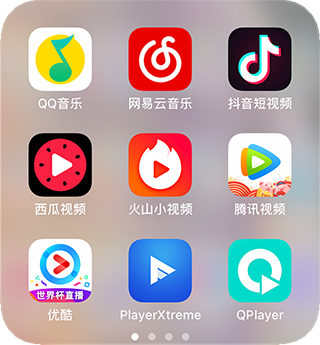 QQ音乐
网易云音乐
抖音短视频
西瓜视频
火山小视频
腾讯视频
世界杯直播
优酷
PlayerXtreme
QPlayer